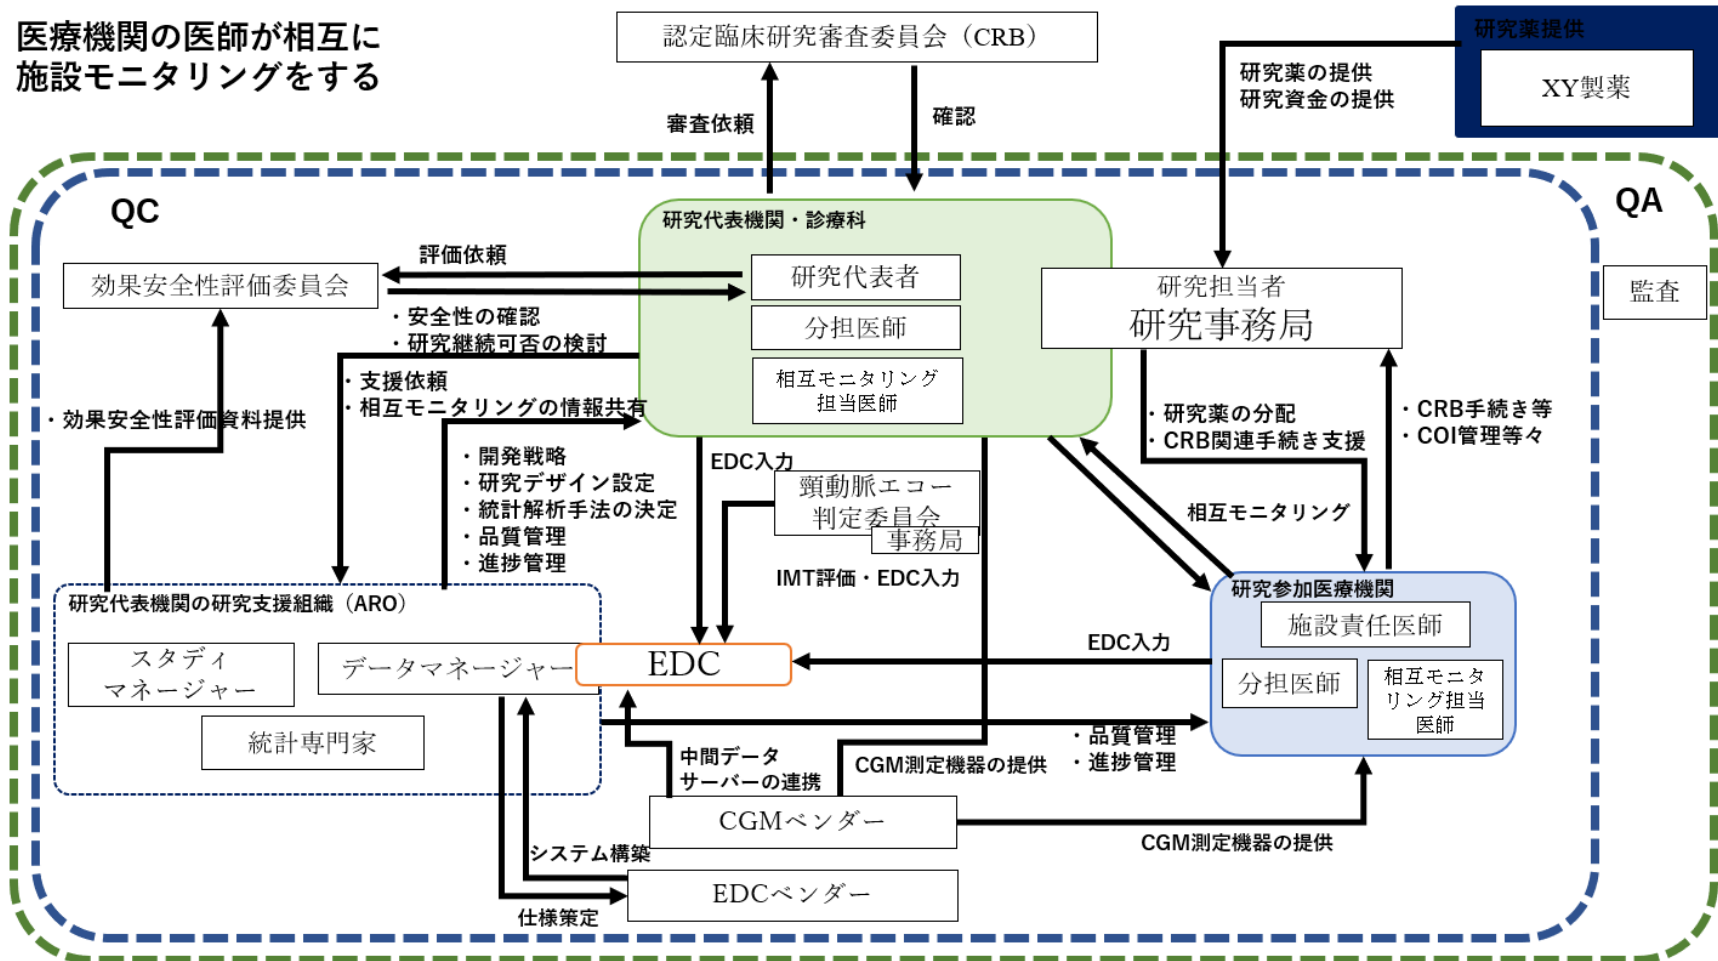 医療機関の医師が相互に
施設モニタリングをする
認定臨床研究審査委員会（CRB）
研究薬提供
XY製薬
研究薬の提供
研究資金の提供
審査依頼
確認
QC
QA
研究代表機関・診療科
研究代表者
分担医師
相互モニタリング
担当医師
評価依頼
効果安全性評価委員会
・安全性の確認
・研究継続可否の検討
研究担当者
研究事務局
監査
・支援依頼
・相互モニタリングの情報共有
・効果安全性評価資料提供
・研究薬の分配
・CRB関連手続き支援
・CRB手続き等
・COI管理等々
・開発戦略
・研究デザイン設定
・統計解析手法の決定
・品質管理
・進捗管理
EDC入力
頸動脈エコー
判定委員会
事務局
IMT評価・EDC入力
相互モニタリング
研究代表機関の研究支援組織（ARO）
スタディ
マネージャー
データマネージャー
統計専門家
EDC
EDC入力
研究参加医療機関
施設責任医師
分担医師
相互モニタ
リング担当
医師
・品質管理
・進捗管理
中間データ
サーバーの連携
CGM測定機器の提供
CGMベンダー
CGM測定機器の提供
システム構築
EDCベンダー
仕様策定